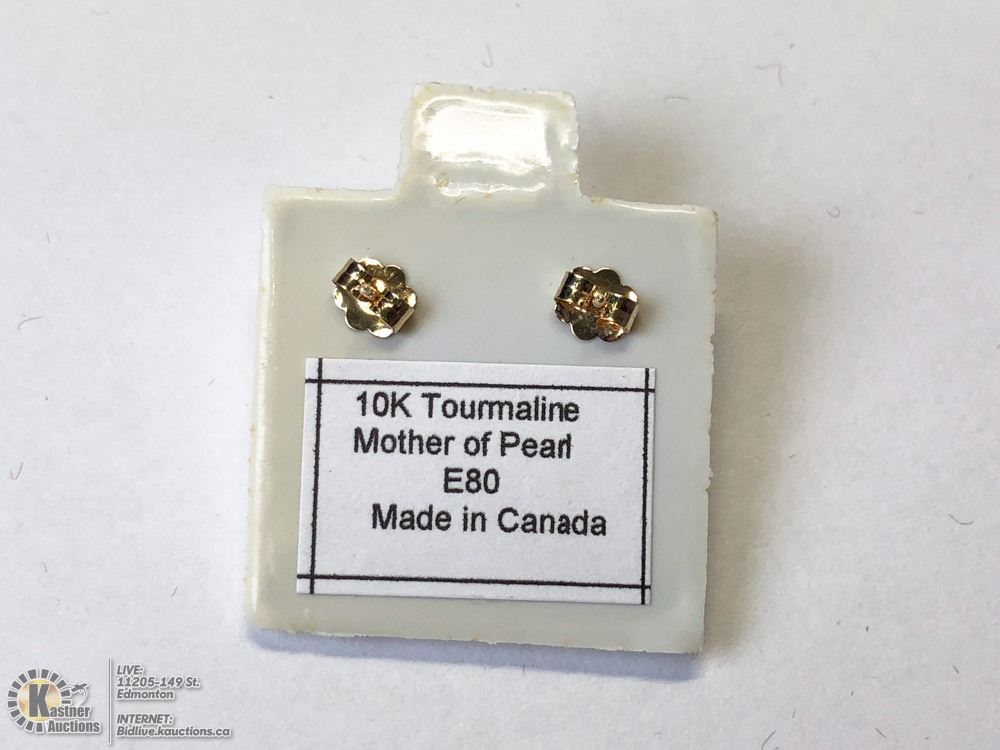 10K Tourmaline
Mother of Pearl
E80
Made in Canada
Kastner
Auctions
LIVE:
11205-149 St.
Edmonton
INTERNET:
Bidlive.kauctions.ca